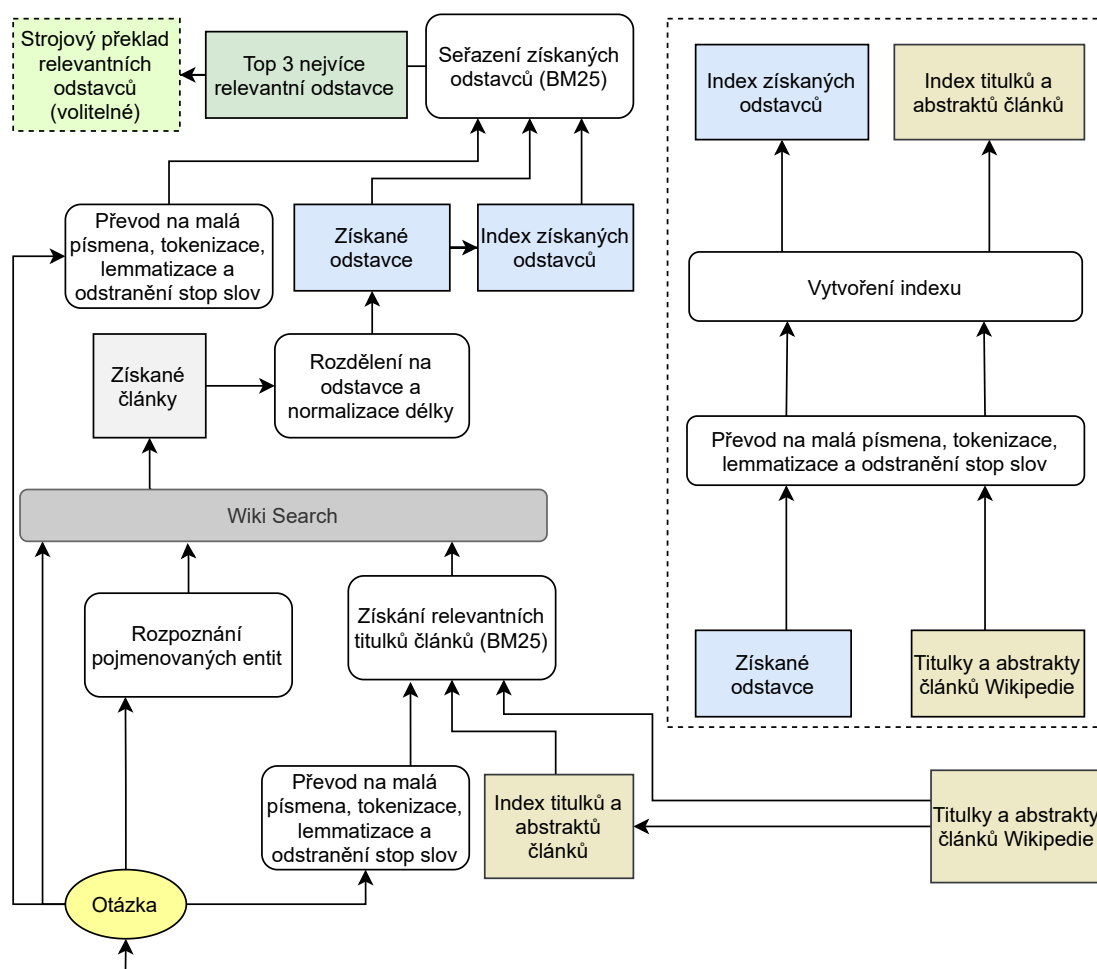 Strojový překlad
relevantních
odstavců
(volitelné)
Top 3 nejvíce
relevantní odstavce
Seřazení získaných
odstavců (BM25)
Index získaných
odstavců
Index titulků a
abstraktů článků
Převod na malá
písmena, tokenizace,
lemmatizace a
odstranění stop slov
Získané
odstavce
Index získaných
odstavců
Vytvoření indexu
Získané
články
Rozdělení na
odstavce a
normalizace délky
Převod na malá písmena, tokenizace,
lemmatizace a odstranění stop slov
Wiki Search
Rozpoznání
pojmenovaných entit
Získání relevantních
titulků článků (BM25)
Získané
odstavce
Titulky a abstrakty
článků Wikipedie
Převod na malá
písmena, tokenizace,
lemmatizace a
odstranění stop slov
Index titulků a
abstraktů
článků
Titulky a abstrakty
článků Wikipedie
Otázka